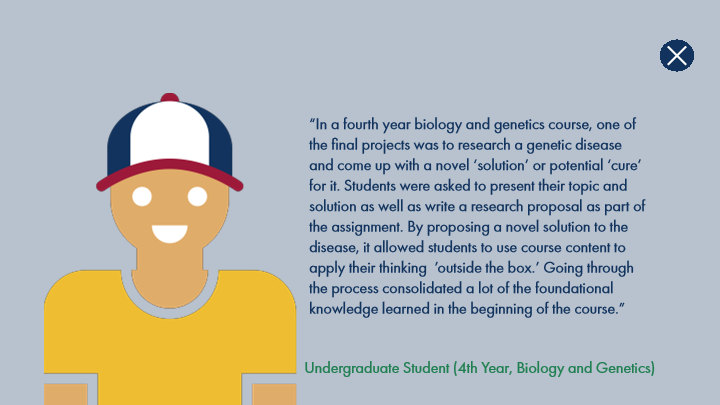 “In a fourth year biology and genetics course, one of
the final projects was to research a genetic disease
and come up with a novel ‘solution’ or potential ‘cure’
for it. Students were asked to present their topic and
solution as well as write a research proposal as part of
the assignment. By proposing a novel solution to the
disease, it allowed students to use course content to
apply their thinking  ‘outside the box.’ Going through
the process consolidated a lot of the foundational
knowledge learned in the beginning of the course.”
Undergraduate Student (4th Year, Biology and Genetics)